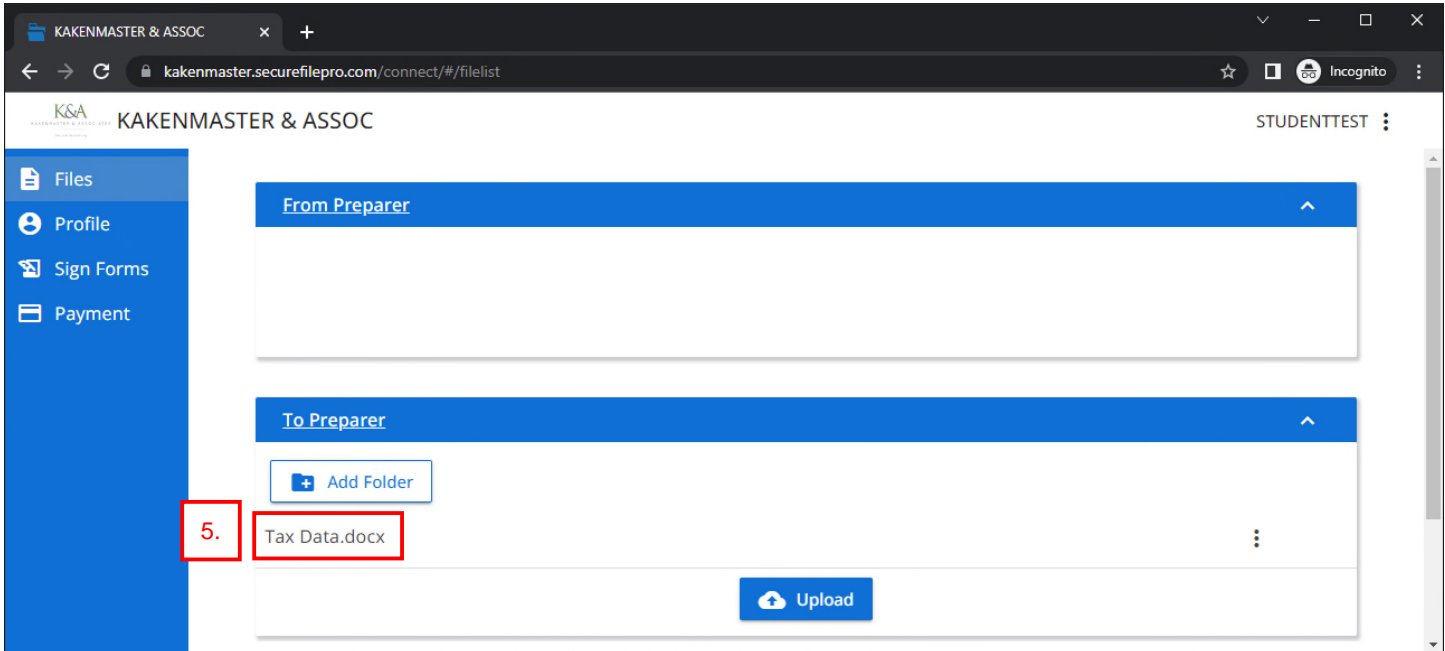 KAKENMASTER & ASSOC
kakenmaster.securefilepro.com/connect/#/filelist
Incognito
K&A
KAKENMASTER & ASSOC
STUDENTTEST
Files
Profile
Sign Forms
Payment
From Preparer
To Preparer
Add Folder
5.
Tax Data.docx
Upload